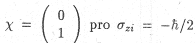 χ = ( 0 1 ) pro σ_{zi} = −ℏ/2